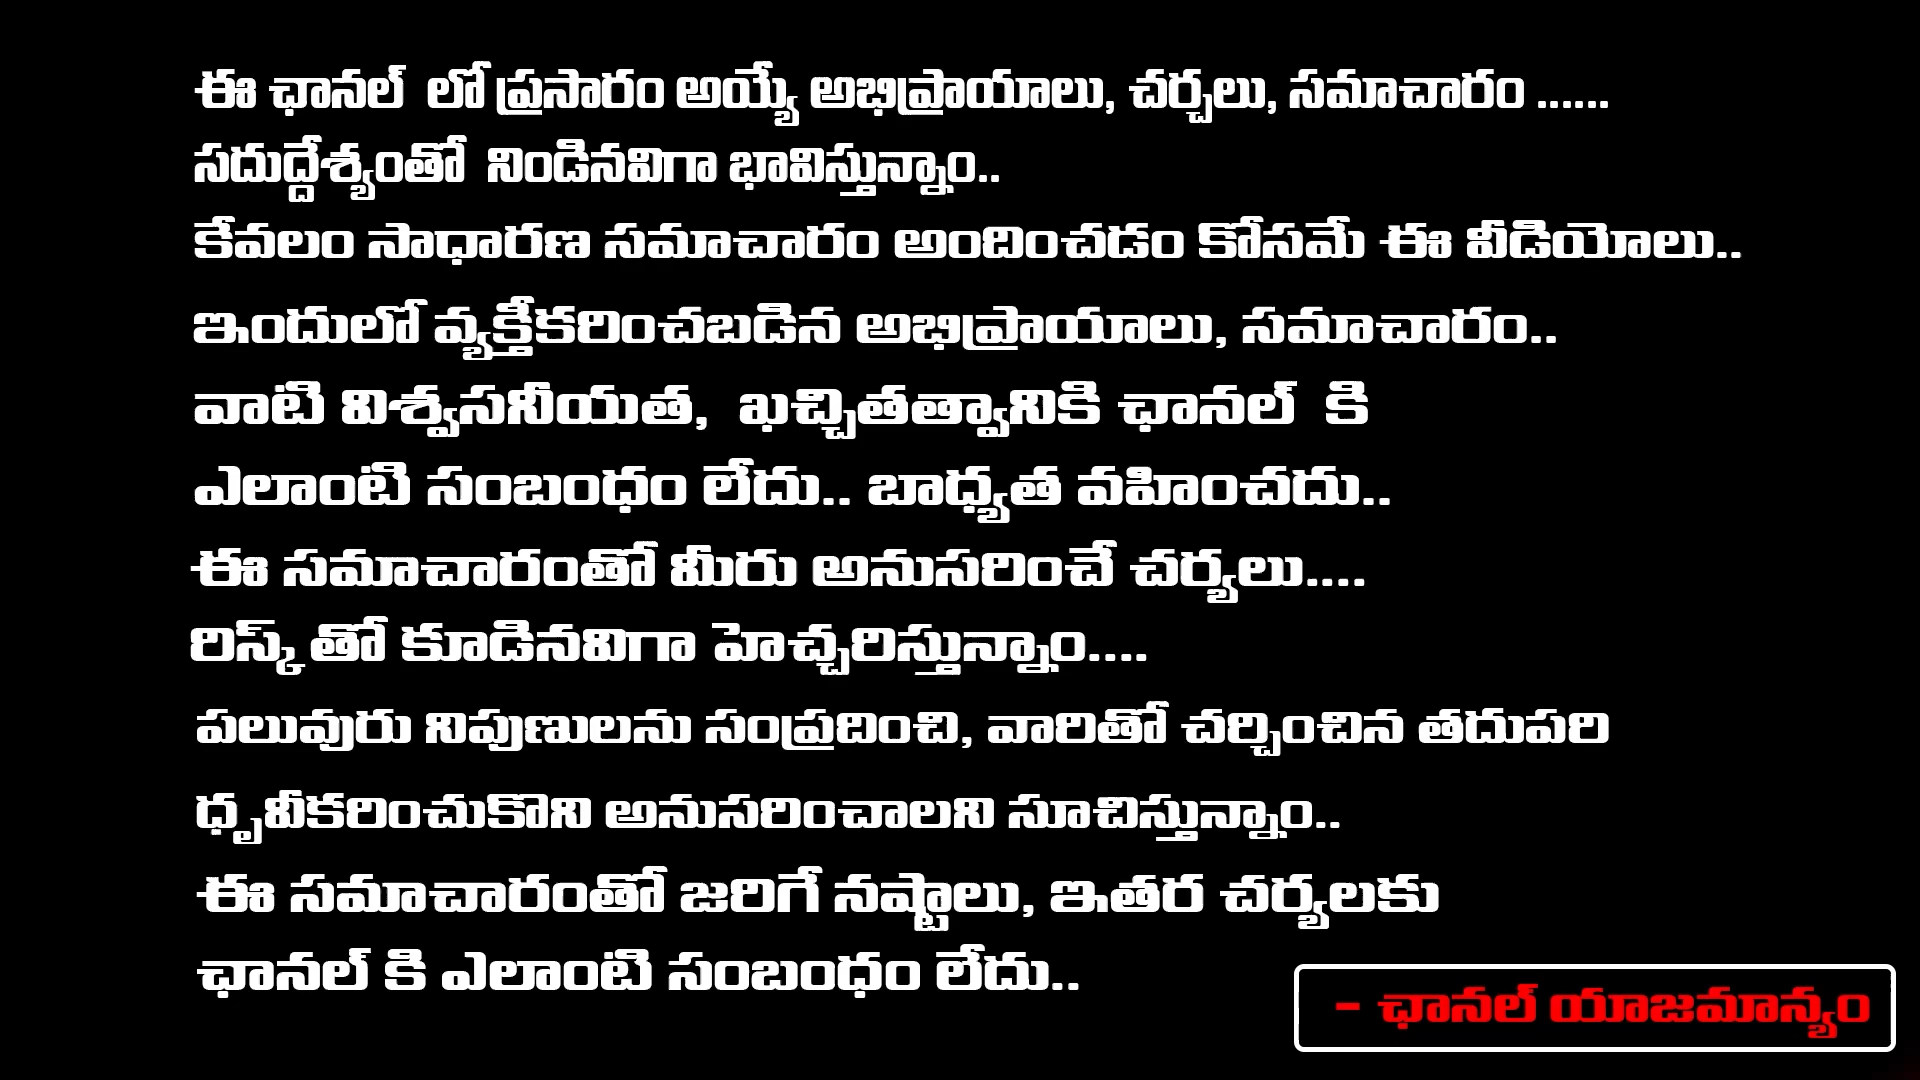 ఈ ఛానల్ లో ప్రసారం అయ్యే అభిప్రాయాలు, చర్చలు, సమాచారం ......
సదుద్దేశ్యంతో నిండినవిగా భావిస్తున్నాం..
కేవలం సాధారణ సమాచారం అందించడం కోసమే ఈ వీడియోలు..
ఇందులో వ్యక్తీకరించబడిన అభిప్రాయాలు, సమాచారం..
వాటి విశ్వసనీయత, ఖచ్చితత్వానికి ఛానల్ కి
ఎలాంటి సంబంధం లేదు.. బాధ్యత వహించదు..
ఈ సమాచారంతో మీరు అనుసరించే చర్యలు....
రిస్క్ తో కూడినవిగా హెచ్చరిస్తున్నాం....
పలువురు నిపుణులను సంప్రదించి, వారితో చర్చించిన తదుపరి
ధృవీకరించుకొని అనుసరించాలని సూచిస్తున్నాం..
ఈ సమాచారంతో జరిగే నష్టాలు, ఇతర చర్యలకు
ఛానల్ కి ఎలాంటి సంబంధం లేదు..
- ఛానల్ యాజమాన్యం